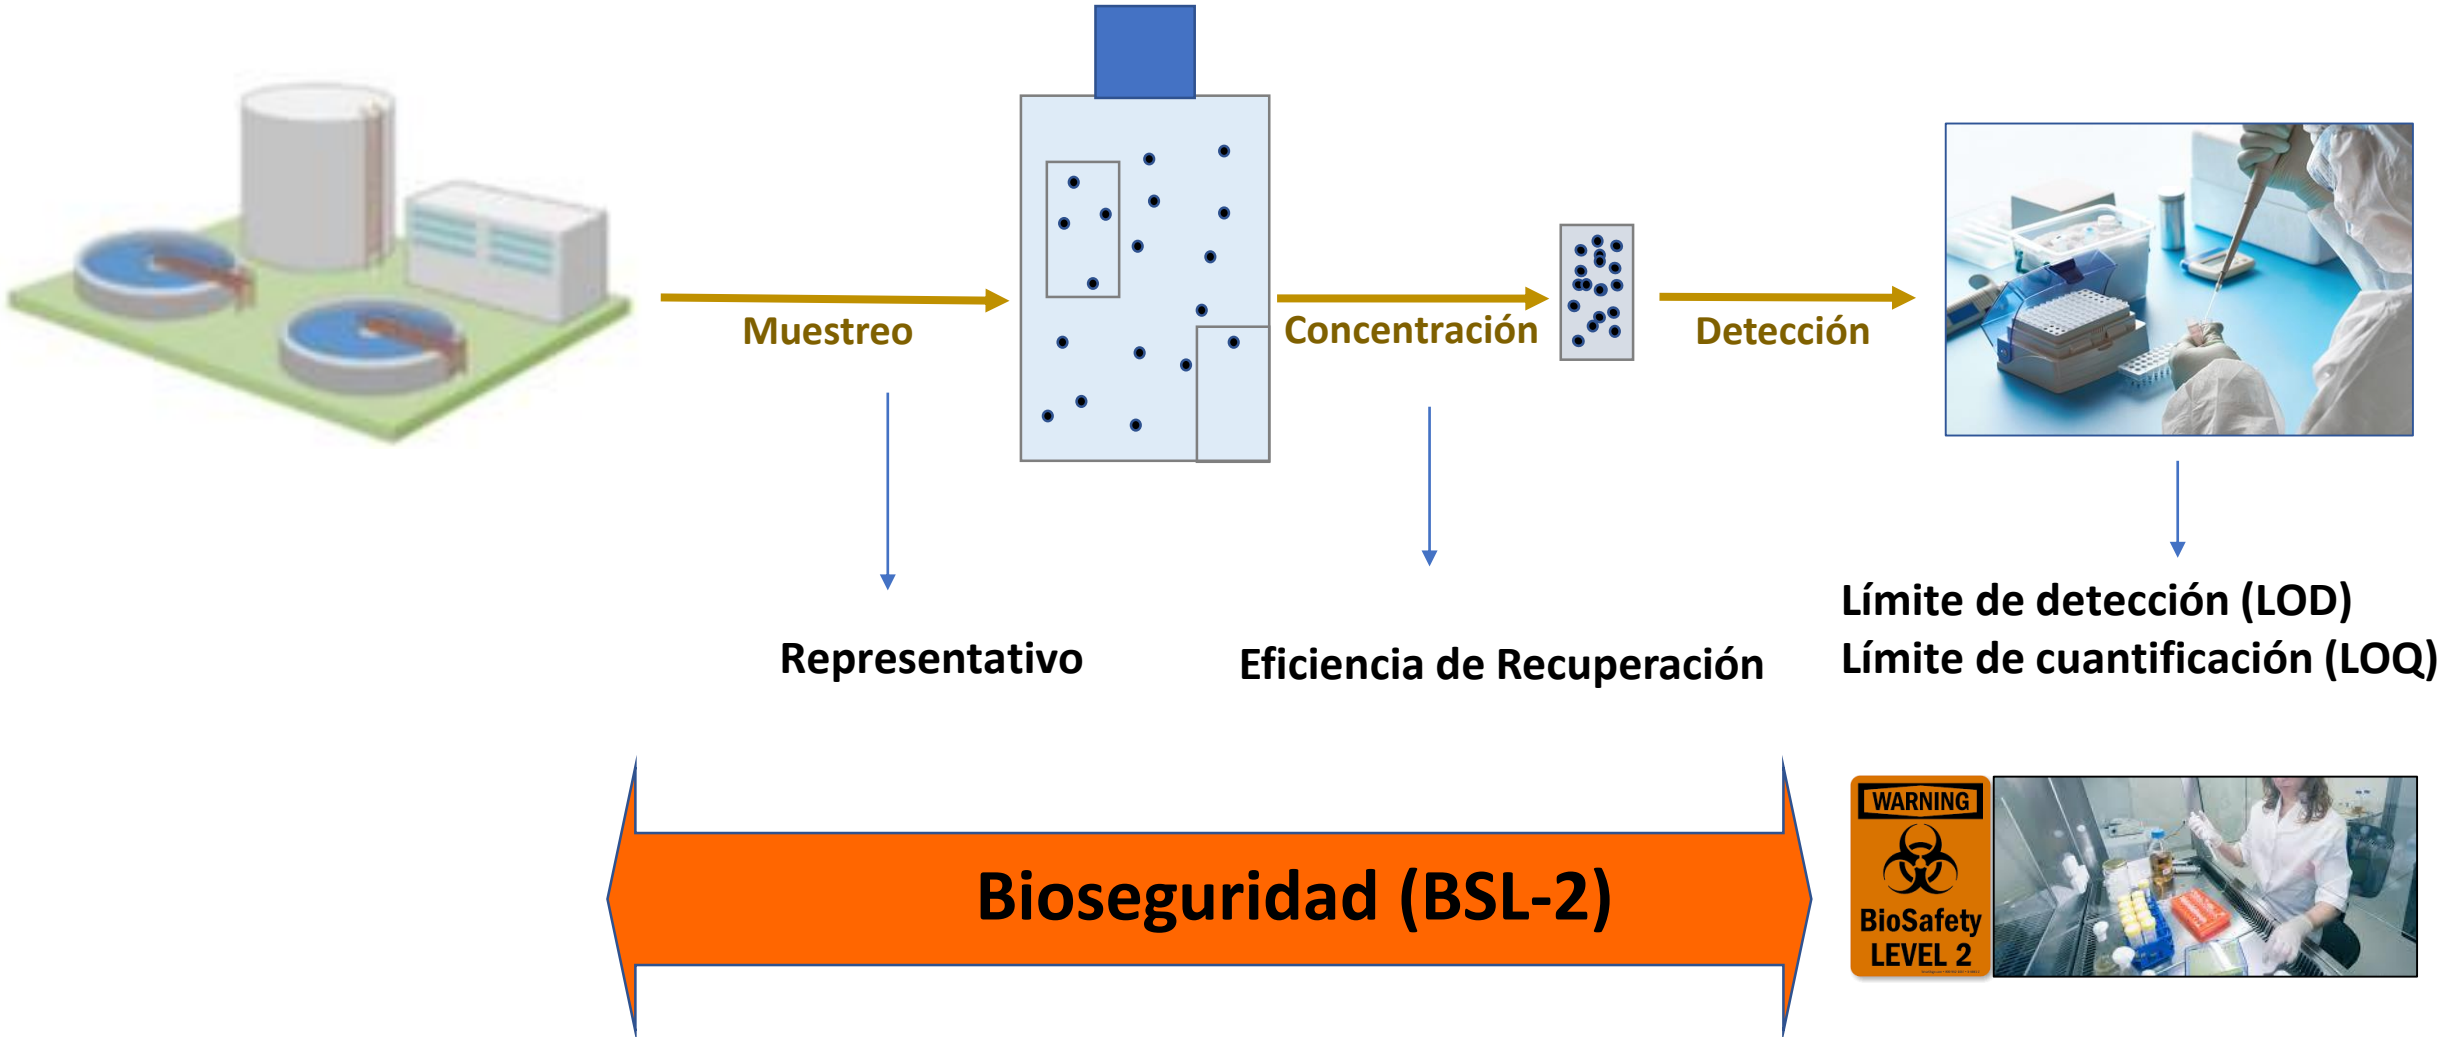 Muestreo
Concentración
Detección
Representativo
Eficiencia de Recuperación
Límite de detección (LOD)
Límite de cuantificación (LOQ)
Bioseguridad (BSL-2)
WARNING
BioSafety
LEVEL 2